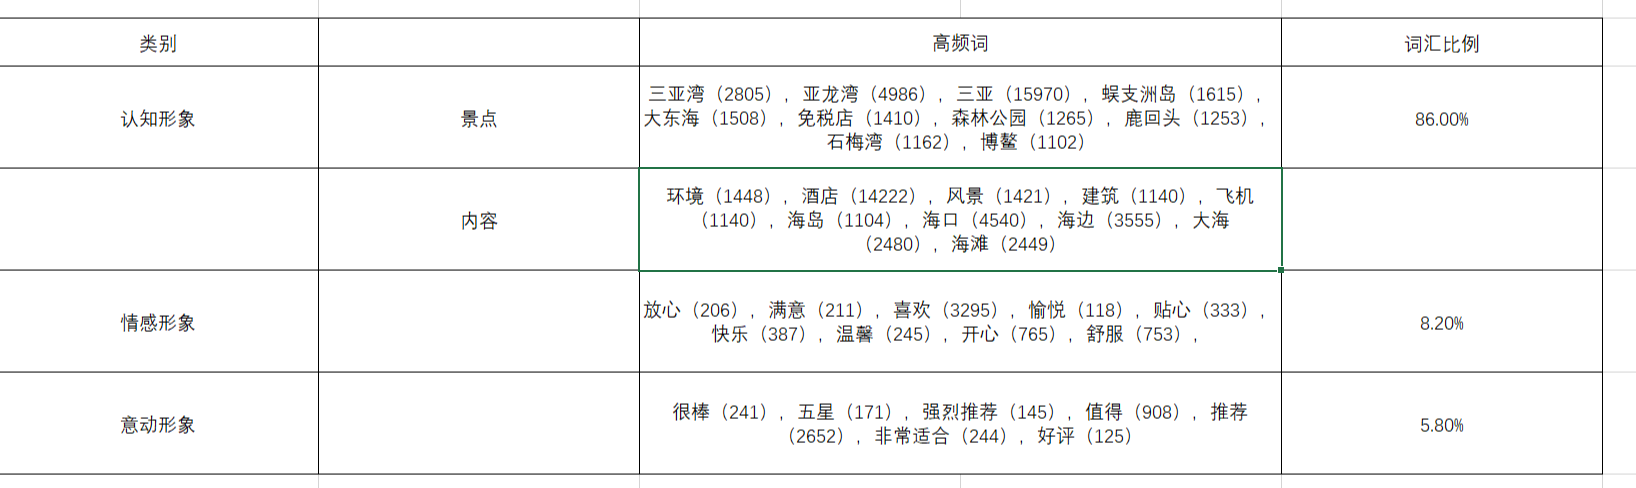 类别 高频词 词汇比例
三亚湾（2805），亚龙湾（4986），三亚（15970），蜈支洲岛（1615），
认知形象 景点 大东海（1508），免税店（1410），森林公园（1265），鹿回头（1253）， 86.00%
石梅湾（1162），博鳌（1102）
环境（1448），酒店（14222），风景（1421），建筑（1140），飞机
内容 （1140），海岛（1104），海口（4540），海边（3555），大海
（2480），海滩（2449）
放心（206），满意（211），喜欢（3295），愉悦（118），贴心（333），
情感形象 8.20%
快乐（387），温馨（245），开心（765），舒服（753），
很棒（241），五星（171），强烈推荐（145），值得（908），推荐
意动形象 5.80%
（2652），非常适合（244），好评（125）